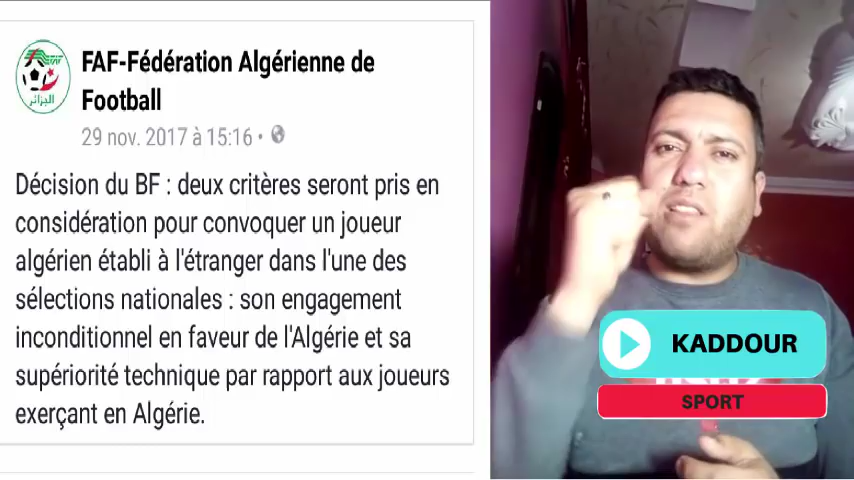 FAF-Fédération Algérienne de
Football
29 nov. 2017 à 15:16 •
Décision du BF : deux critères seront pris en
considération pour convoquer un joueur
algérien établi à l'étranger dans l'une des
sélections nationales : son engagement
inconditionnel en faveur de l'Algérie et sa
supériorité technique par rapport aux joueurs
exerçant en Algérie.
الجزائر
KADDOUR
SPORT